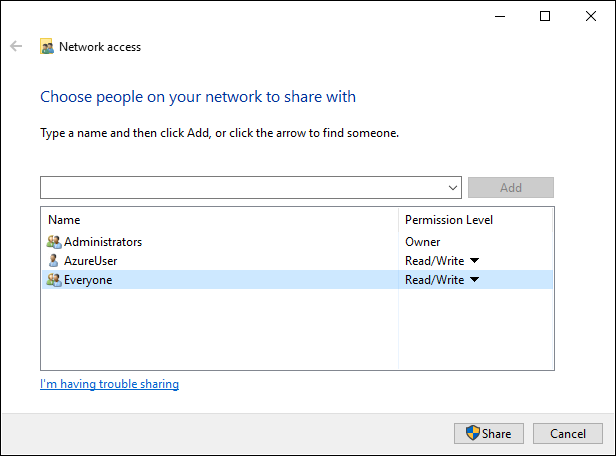 Network access
Choose people on your network to share with
Type a name and then click Add, or click the arrow to find someone.
Add
Name Permission Level
Administrators Owner
AzureUser Read/Write
Everyone Read/Write
I'm having trouble sharing
Share Cancel